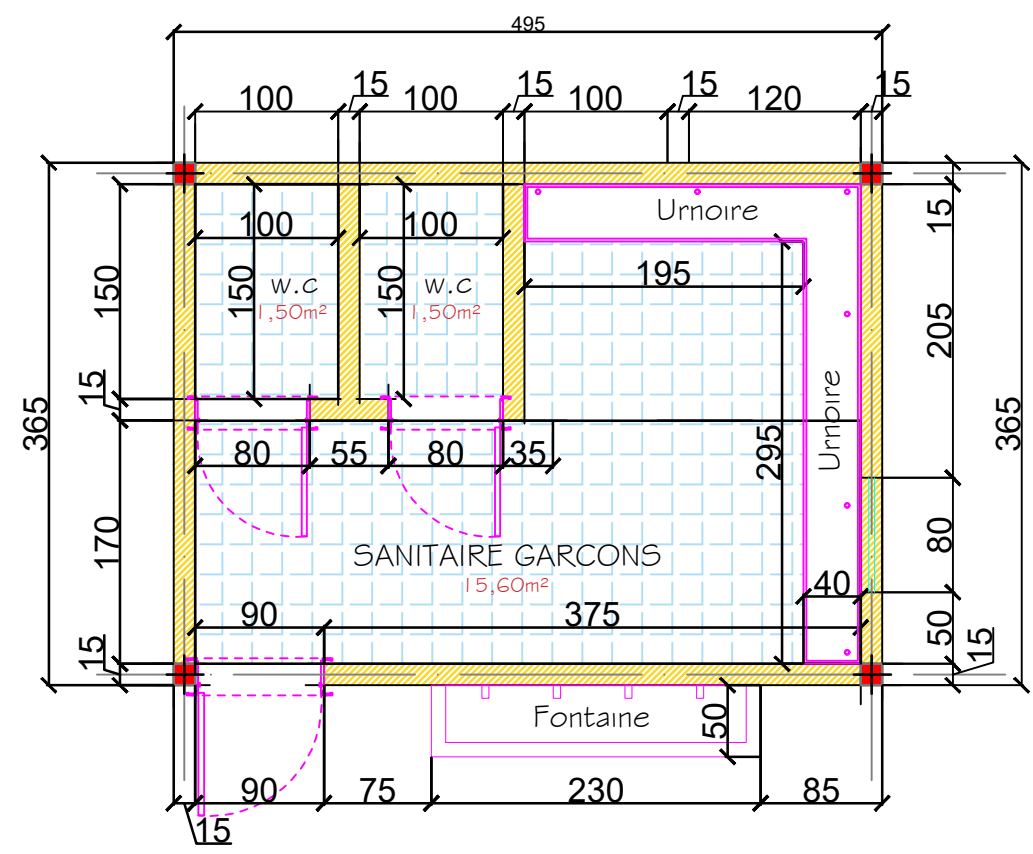 495
100 15 100 15 100 15 120 15
Urnoire
100 100
195
15
150 150 150
W.C W.C
1,50m² 1,50m²
205
15
365 365
80 55 80 35
295
Urnoire
170
SANITAIRE GARCONS
15,60m²
80
40
90 375
50
15 15
Fontaine
50
90 75 230 85
15